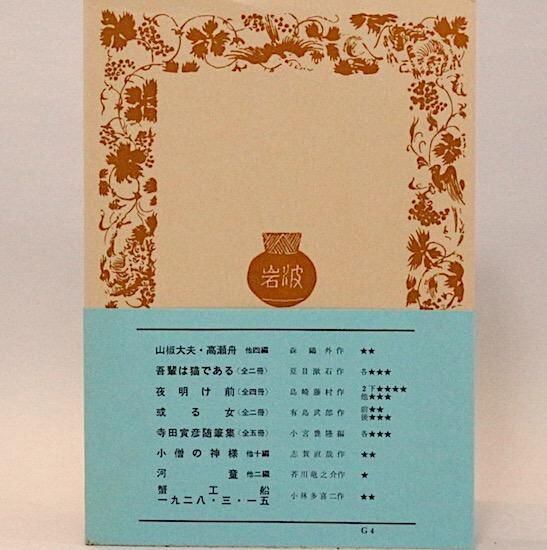 岩波
山椒大夫・高瀬舟 他四編 森鷗外作 ★★
吾輩は猫である〈全二冊〉 夏目漱石作 各★★★
夜明け前〈全四冊〉 島崎藤村作 2下★★★★ 他★★★
或る女〈全二冊〉 有島武郎作 前★★ 後★★★
寺田寅彦随筆集〈全五冊〉 小宮豊隆編 各★★★
小僧の神様 他十編 志賀直哉作 ★★
河童 他二編 芥川竜之介作 ★
蟹工船
一九二八・三・一五 小林多喜二作 ★★
G4